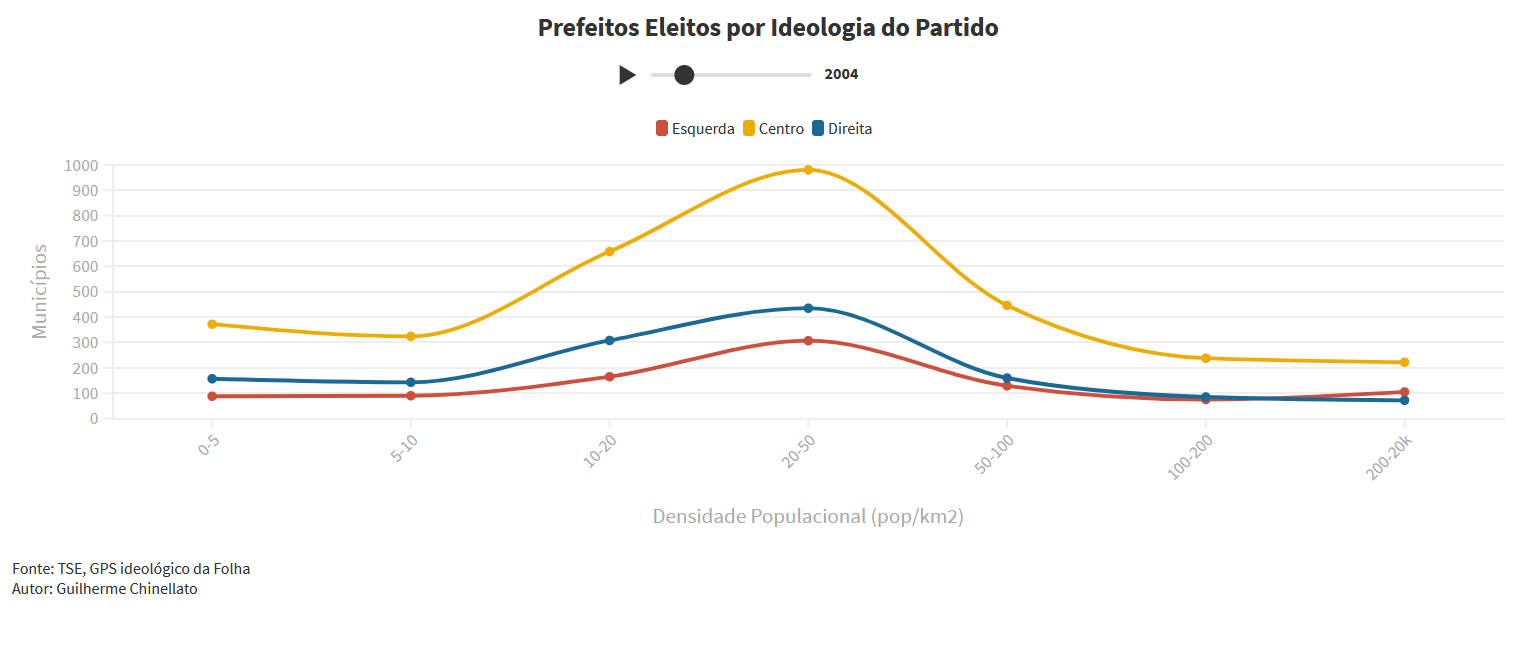 Prefeitos Eleitos por Ideologia do Partido
2004
Esquerda Centro Direita
1000
900
800
700
600
500
400
300
200
100
0
Municípios
0-5
5-10
10-20
20-50
50-100
100-200
200-20k
Densidade Populacional (pop/km2)
Fonte: TSE, GPS ideológico da Folha
Autor: Guilherme Chinellato